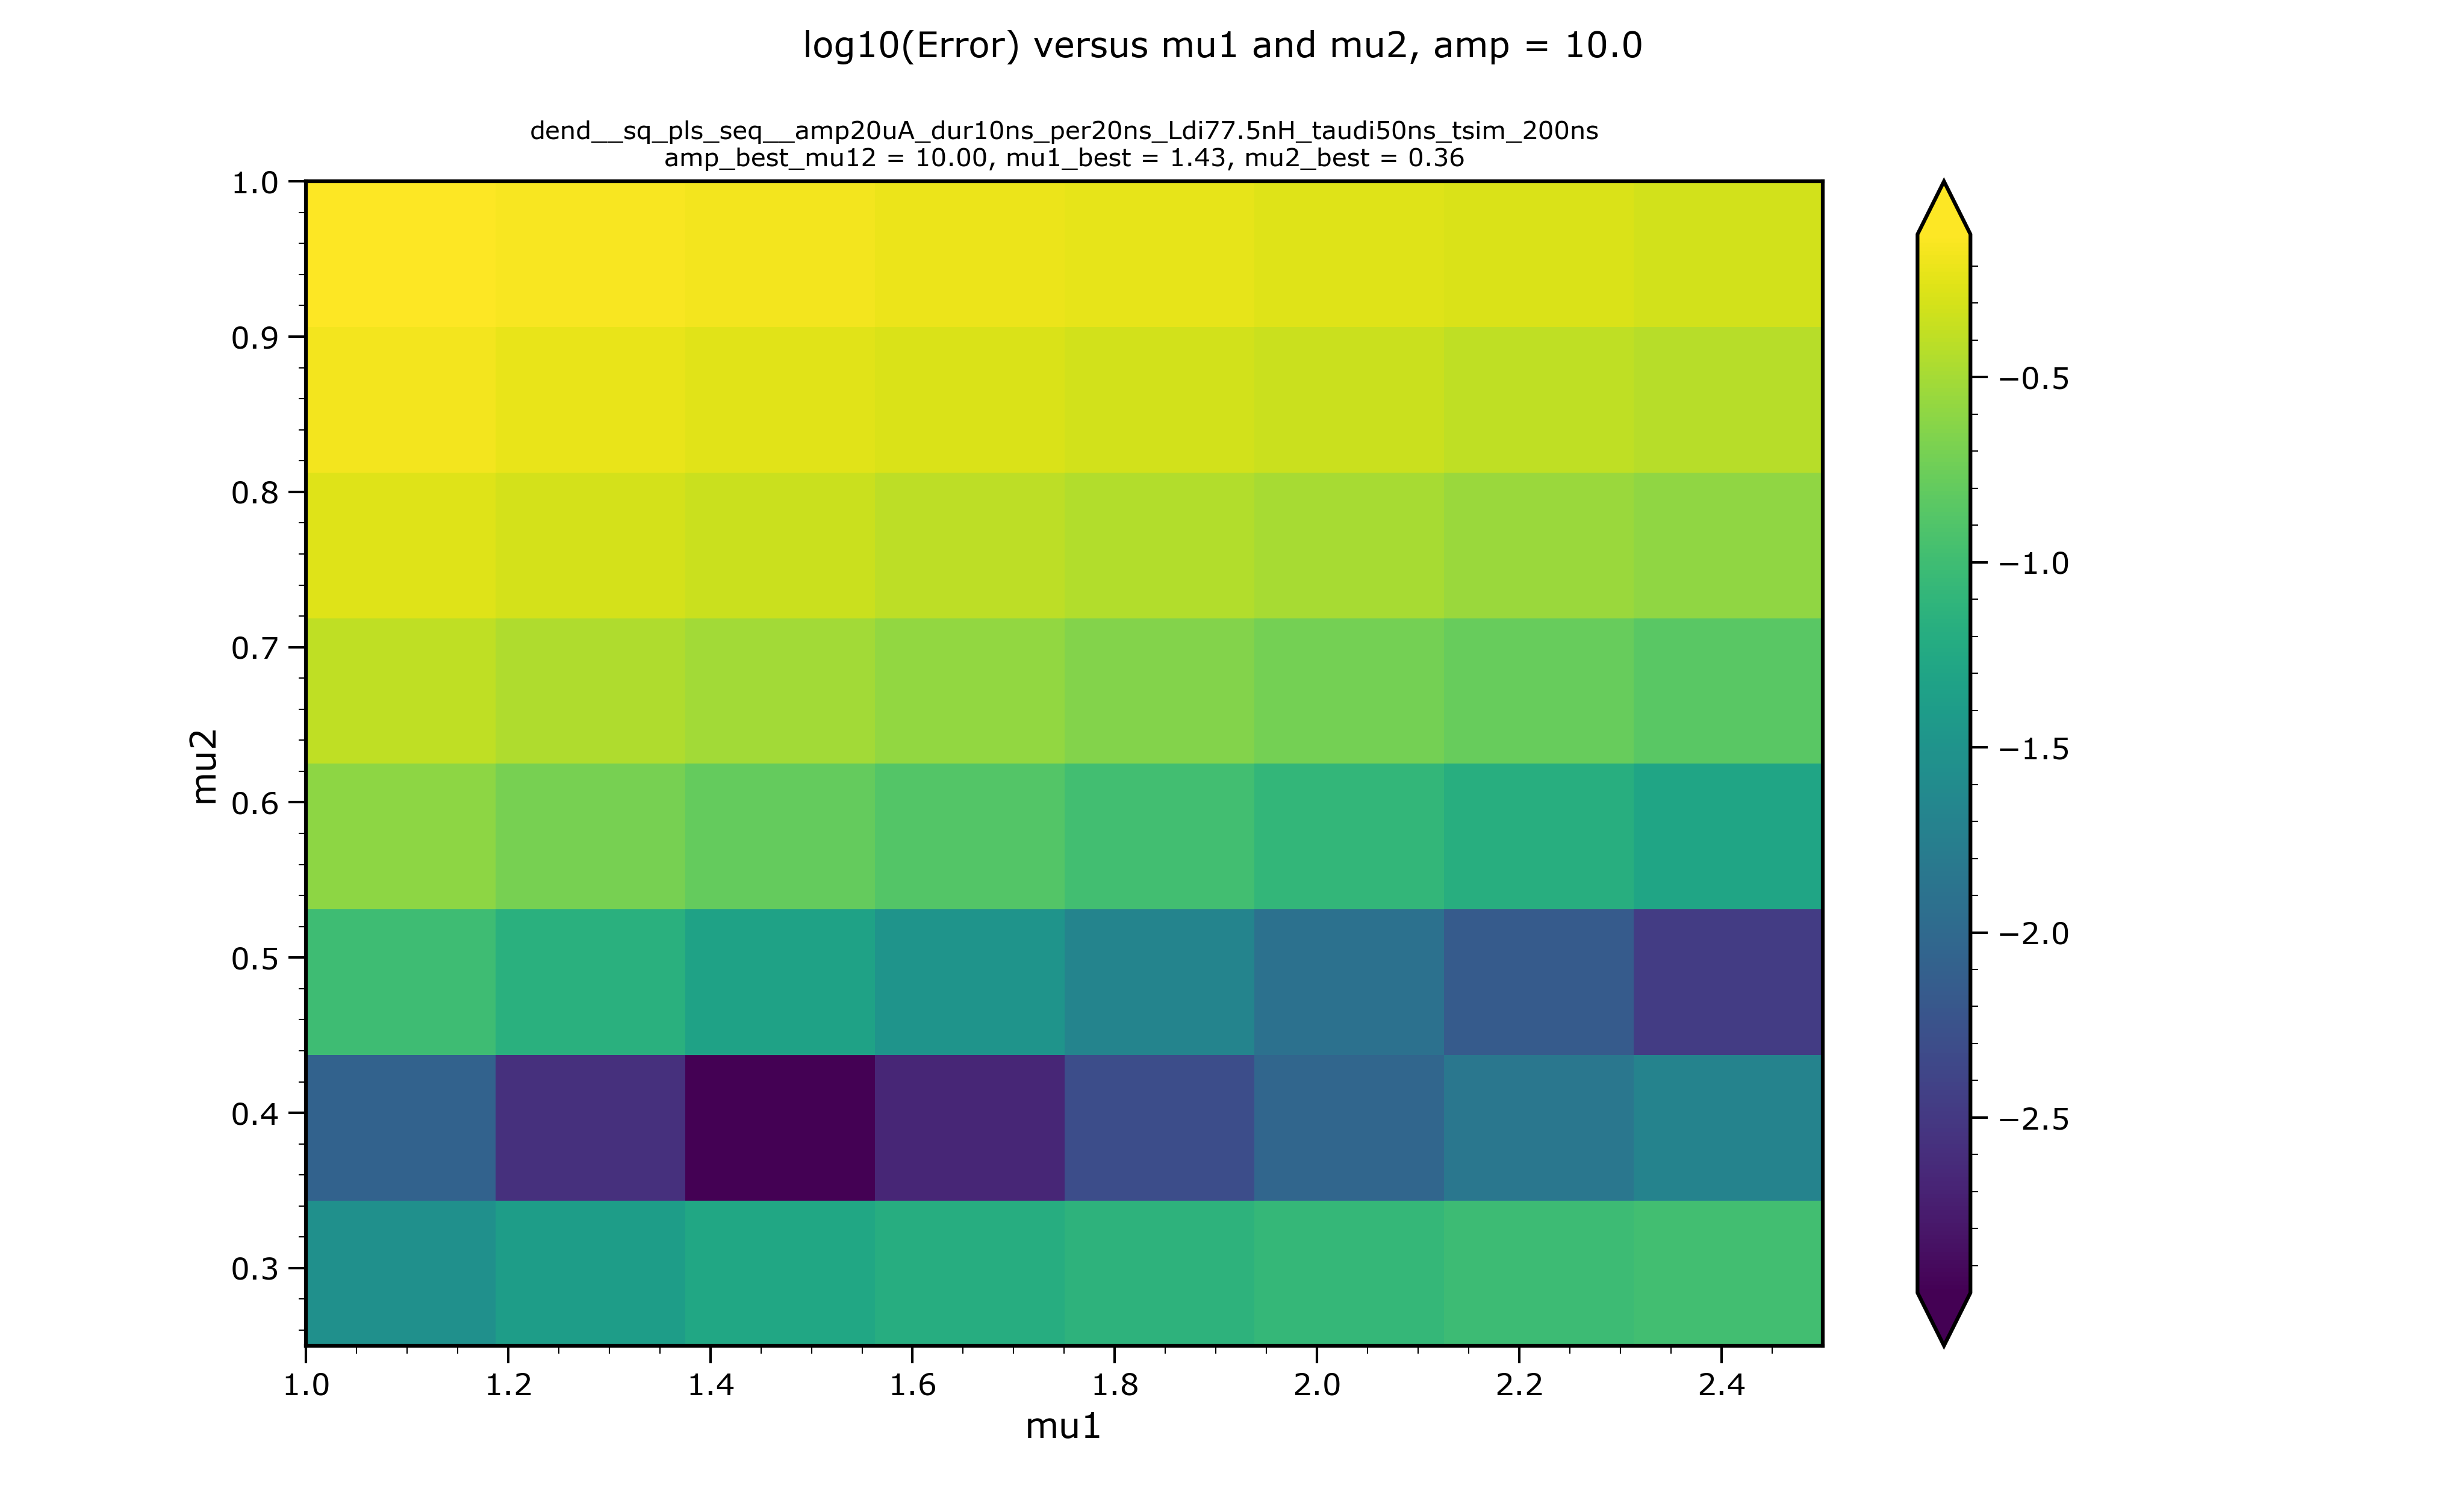 log10(Error) versus mu1 and mu2, amp = 10.0
dend__sq_pls_seq__amp20uA_dur10ns_per20ns_Ldi77.5nH_taudi50ns_tsim_200ns
amp_best_mu12 = 10.00, mu1_best = 1.43, mu2_best = 0.36
1.0
0.9
0.8
0.7
0.6
0.5
0.4
0.3
mu2
1.0 1.2 1.4 1.6 1.8 2.0 2.2 2.4
mu1
−0.5
−1.0
−1.5
−2.0
−2.5